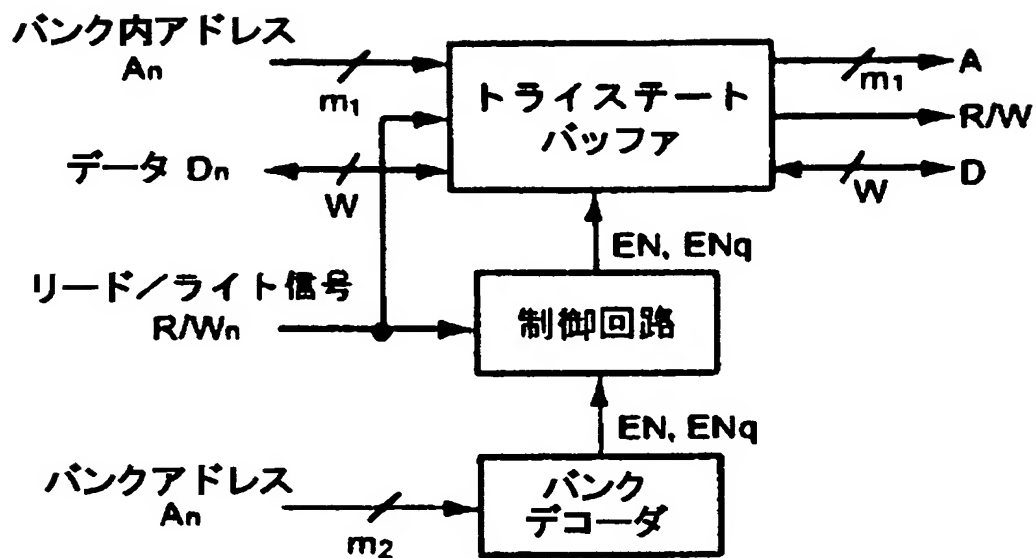 バンク内アドレス
An
m1
トライステート
バッファ
m1
A
R/W
データ Dn
W
W
D
EN, ENq
リード／ライト信号
R/Wn
制御回路
EN, ENq
バンクアドレス
An
m2
バンク
デコーダ